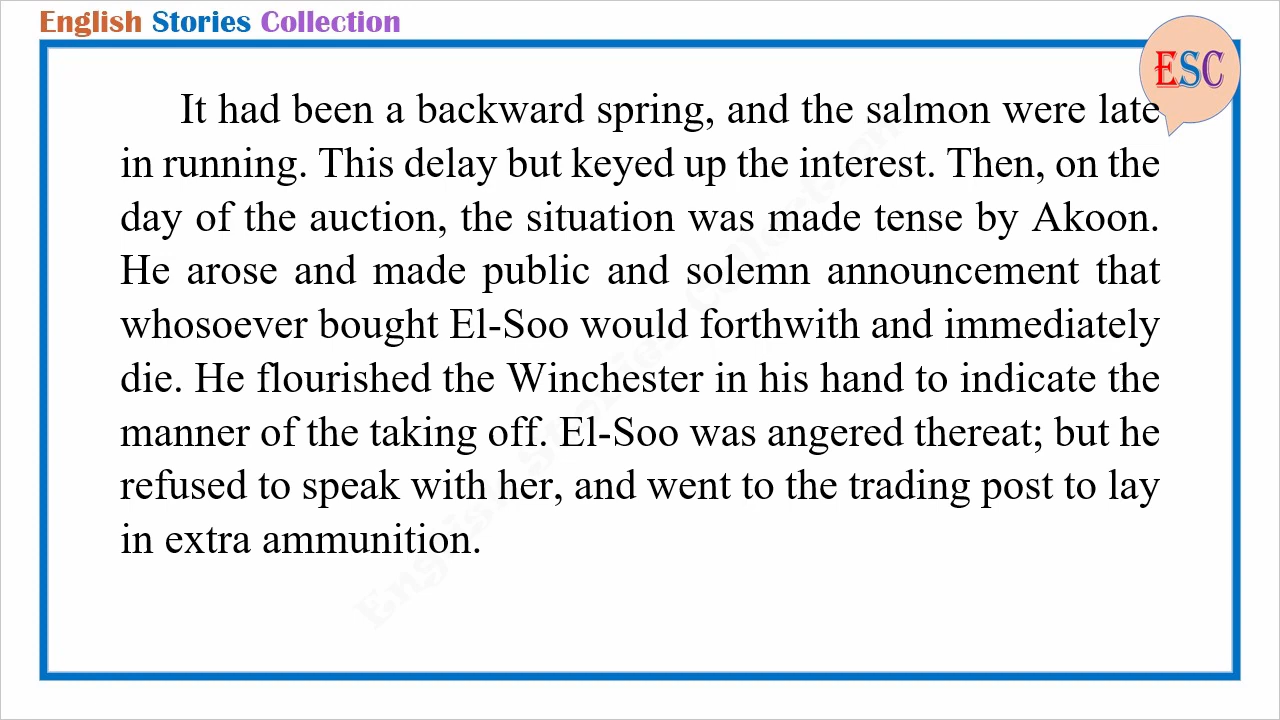 English Stories Collection
ESC
It had been a backward spring, and the salmon were late
in running. This delay but keyed up the interest. Then, on the
day of the auction, the situation was made tense by Akoon.
He arose and made public and solemn announcement that
whosoever bought El-Soo would forthwith and immediately
die. He flourished the Winchester in his hand to indicate the
manner of the taking off. El-Soo was angered thereat; but he
refused to speak with her, and went to the trading post to lay
in extra ammunition.
English Stories Collection